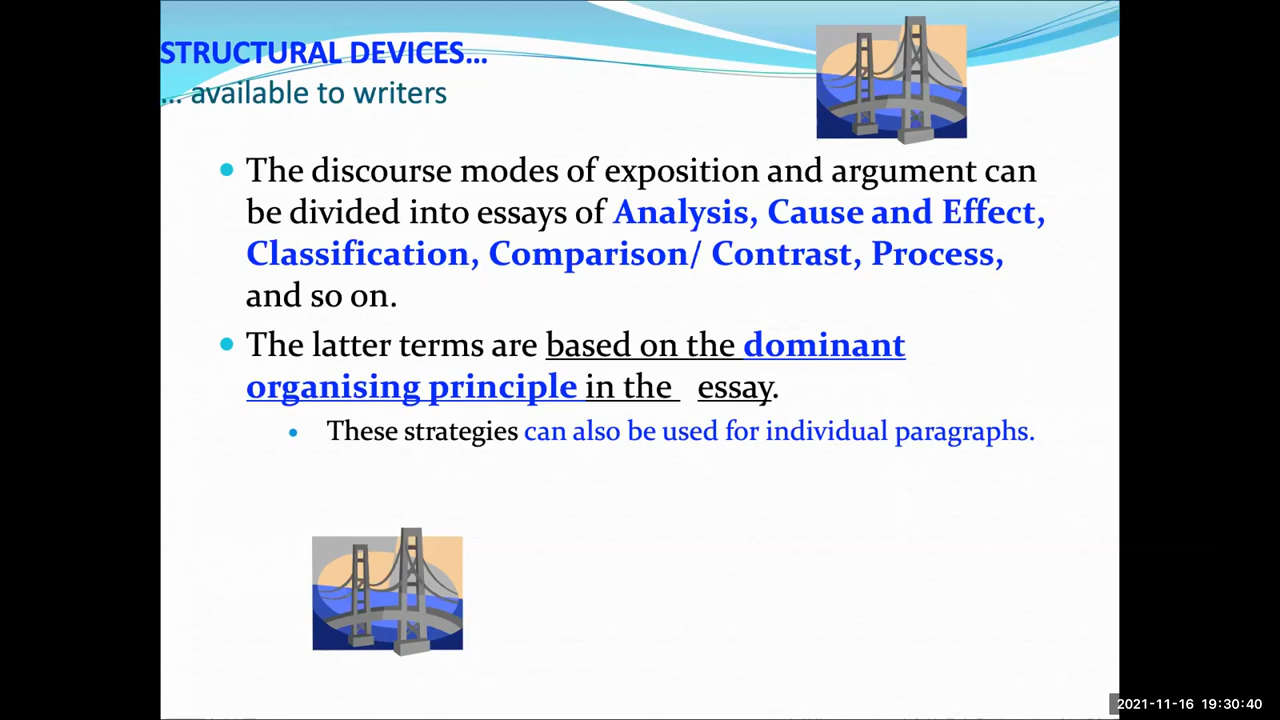 STRUCTURAL DEVICES...
... available to writers
The discourse modes of exposition and argument can
be divided into essays of Analysis, Cause and Effect,
Classification, Comparison/ Contrast, Process,
and so on.
The latter terms are based on the dominant
organising principle in the essay.
These strategies can also be used for individual paragraphs.
2021-11-16 19:30:40